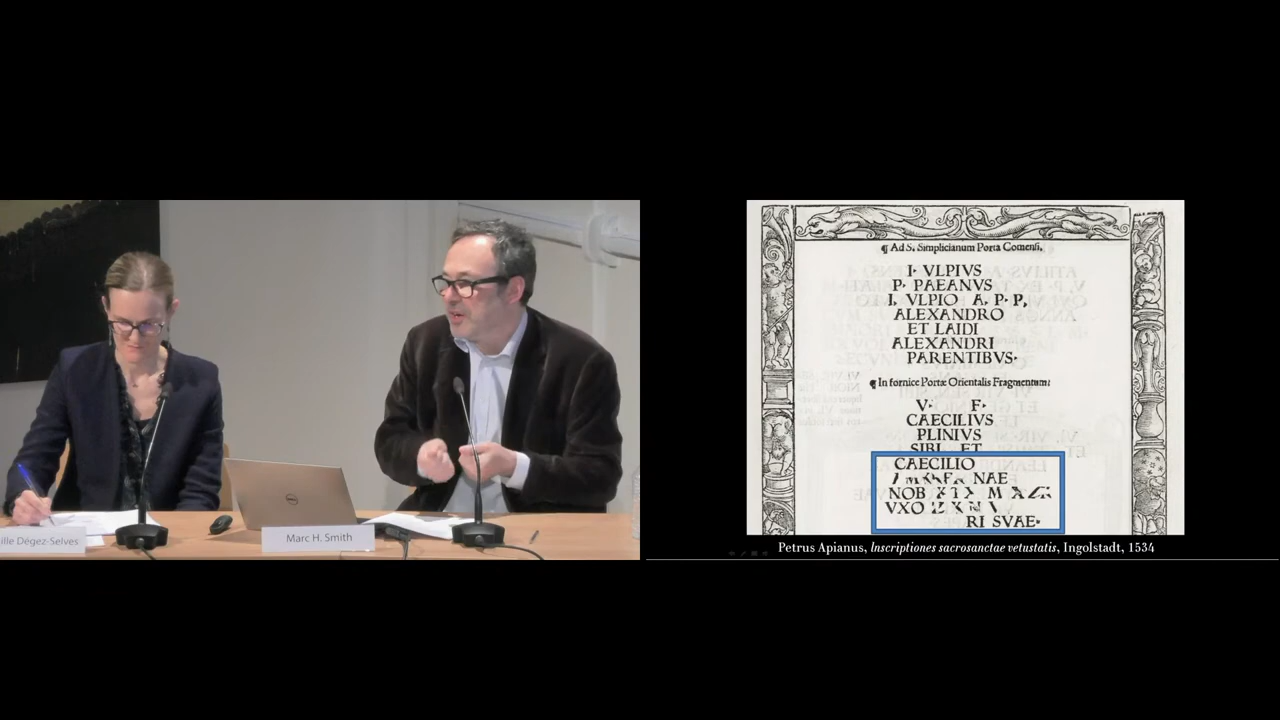 ille Dégez-Selves
Marc H. Smith
DELL
¶ Ad S. Simplicianum Porta Comensi.
I· VLPIVS
P· PAEANVS
I. VLPIO A. P· P,
ALEXANDRO
ET LAIDI
ALEXANDRI
PARENTIBVS·
¶ In fornice Portæ Orientalis Fragmentum:
V· F·
CAECILIVS
PLINIVS
SIBI ET
CAECILIO
NAE
NOB
VXO
RI SVAE·
Petrus Apianus, Inscriptiones sacrosanctae vetustatis, Ingolstadt, 1534